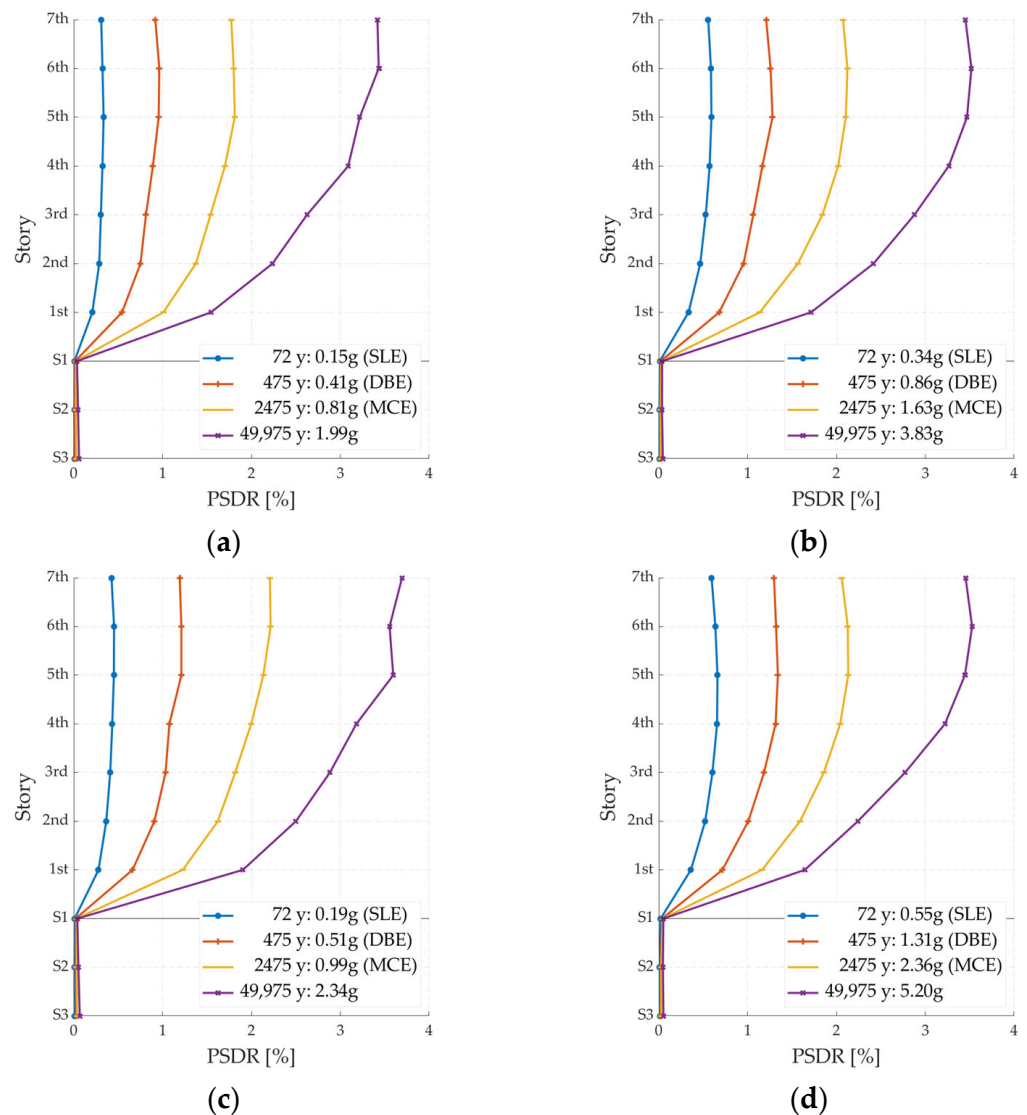 7th
6th
5th
4th
3rd
2nd
1st
S1
S2
S3
Story
0 1 2 3 4
PSDR [%]
72 y: 0.15g (SLE)
475 y: 0.41g (DBE)
2475 y: 0.81g (MCE)
49,975 y: 1.99g
(a)
7th
6th
5th
4th
3rd
2nd
1st
S1
S2
S3
Story
0 1 2 3 4
PSDR [%]
72 y: 0.34g (SLE)
475 y: 0.86g (DBE)
2475 y: 1.63g (MCE)
49,975 y: 3.83g
(b)
7th
6th
5th
4th
3rd
2nd
1st
S1
S2
S3
Story
0 1 2 3 4
PSDR [%]
72 y: 0.19g (SLE)
475 y: 0.51g (DBE)
2475 y: 0.99g (MCE)
49,975 y: 2.34g
(c)
7th
6th
5th
4th
3rd
2nd
1st
S1
S2
S3
Story
0 1 2 3 4
PSDR [%]
72 y: 0.55g (SLE)
475 y: 1.31g (DBE)
2475 y: 2.36g (MCE)
49,975 y: 5.20g
(d)